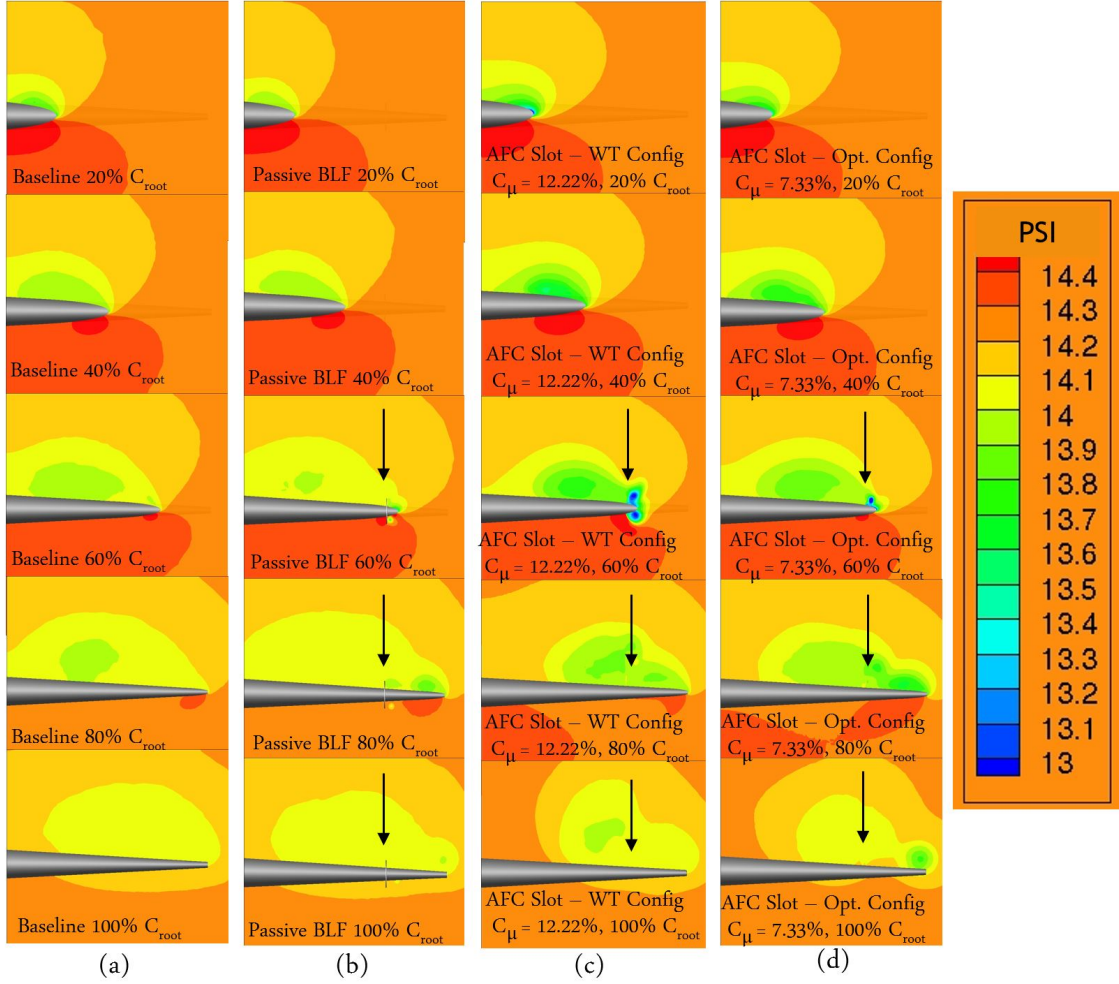 Baseline 20% C_root
Passive BLF 20% C_root
AFC Slot – WT Config
C_μ = 12.22%, 20% C_root
AFC Slot – Opt. Config
C_μ = 7.33%, 20% C_root
Baseline 40% C_root
Passive BLF 40% C_root
AFC Slot – WT Config
C_μ = 12.22%, 40% C_root
AFC Slot – Opt. Config
C_μ = 7.33%, 40% C_root
Baseline 60% C_root
Passive BLF 60% C_root
AFC Slot – WT Config
C_μ = 12.22%, 60% C_root
AFC Slot – Opt. Config
C_μ = 7.33%, 60% C_root
Baseline 80% C_root
Passive BLF 80% C_root
AFC Slot – WT Config
C_μ = 12.22%, 80% C_root
AFC Slot – Opt. Config
C_μ = 7.33%, 80% C_root
Baseline 100% C_root
Passive BLF 100% C_root
AFC Slot – WT Config
C_μ = 12.22%, 100% C_root
AFC Slot – Opt. Config
C_μ = 7.33%, 100% C_root
(a)
(b)
(c)
(d)
PSI
14.4
14.3
14.2
14.1
14
13.9
13.8
13.7
13.6
13.5
13.4
13.3
13.2
13.1
13